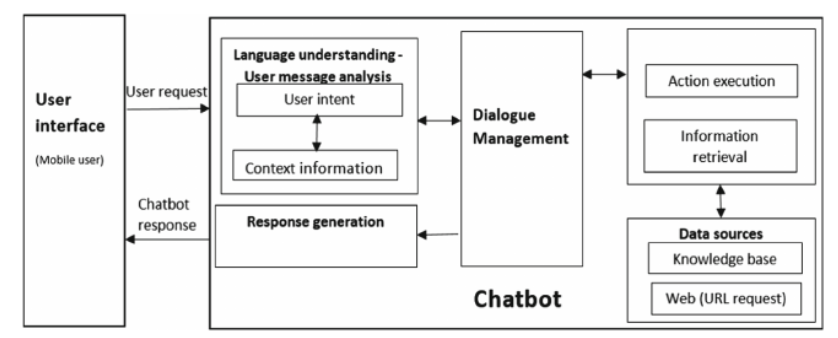 User
interface
(Mobile user)
User request
Chatbot
response
Language understanding -
User message analysis
User intent
Context information
Response generation
Dialogue
Management
Action execution
Information
retrieval
Data sources
Knowledge base
Web (URL request)
Chatbot